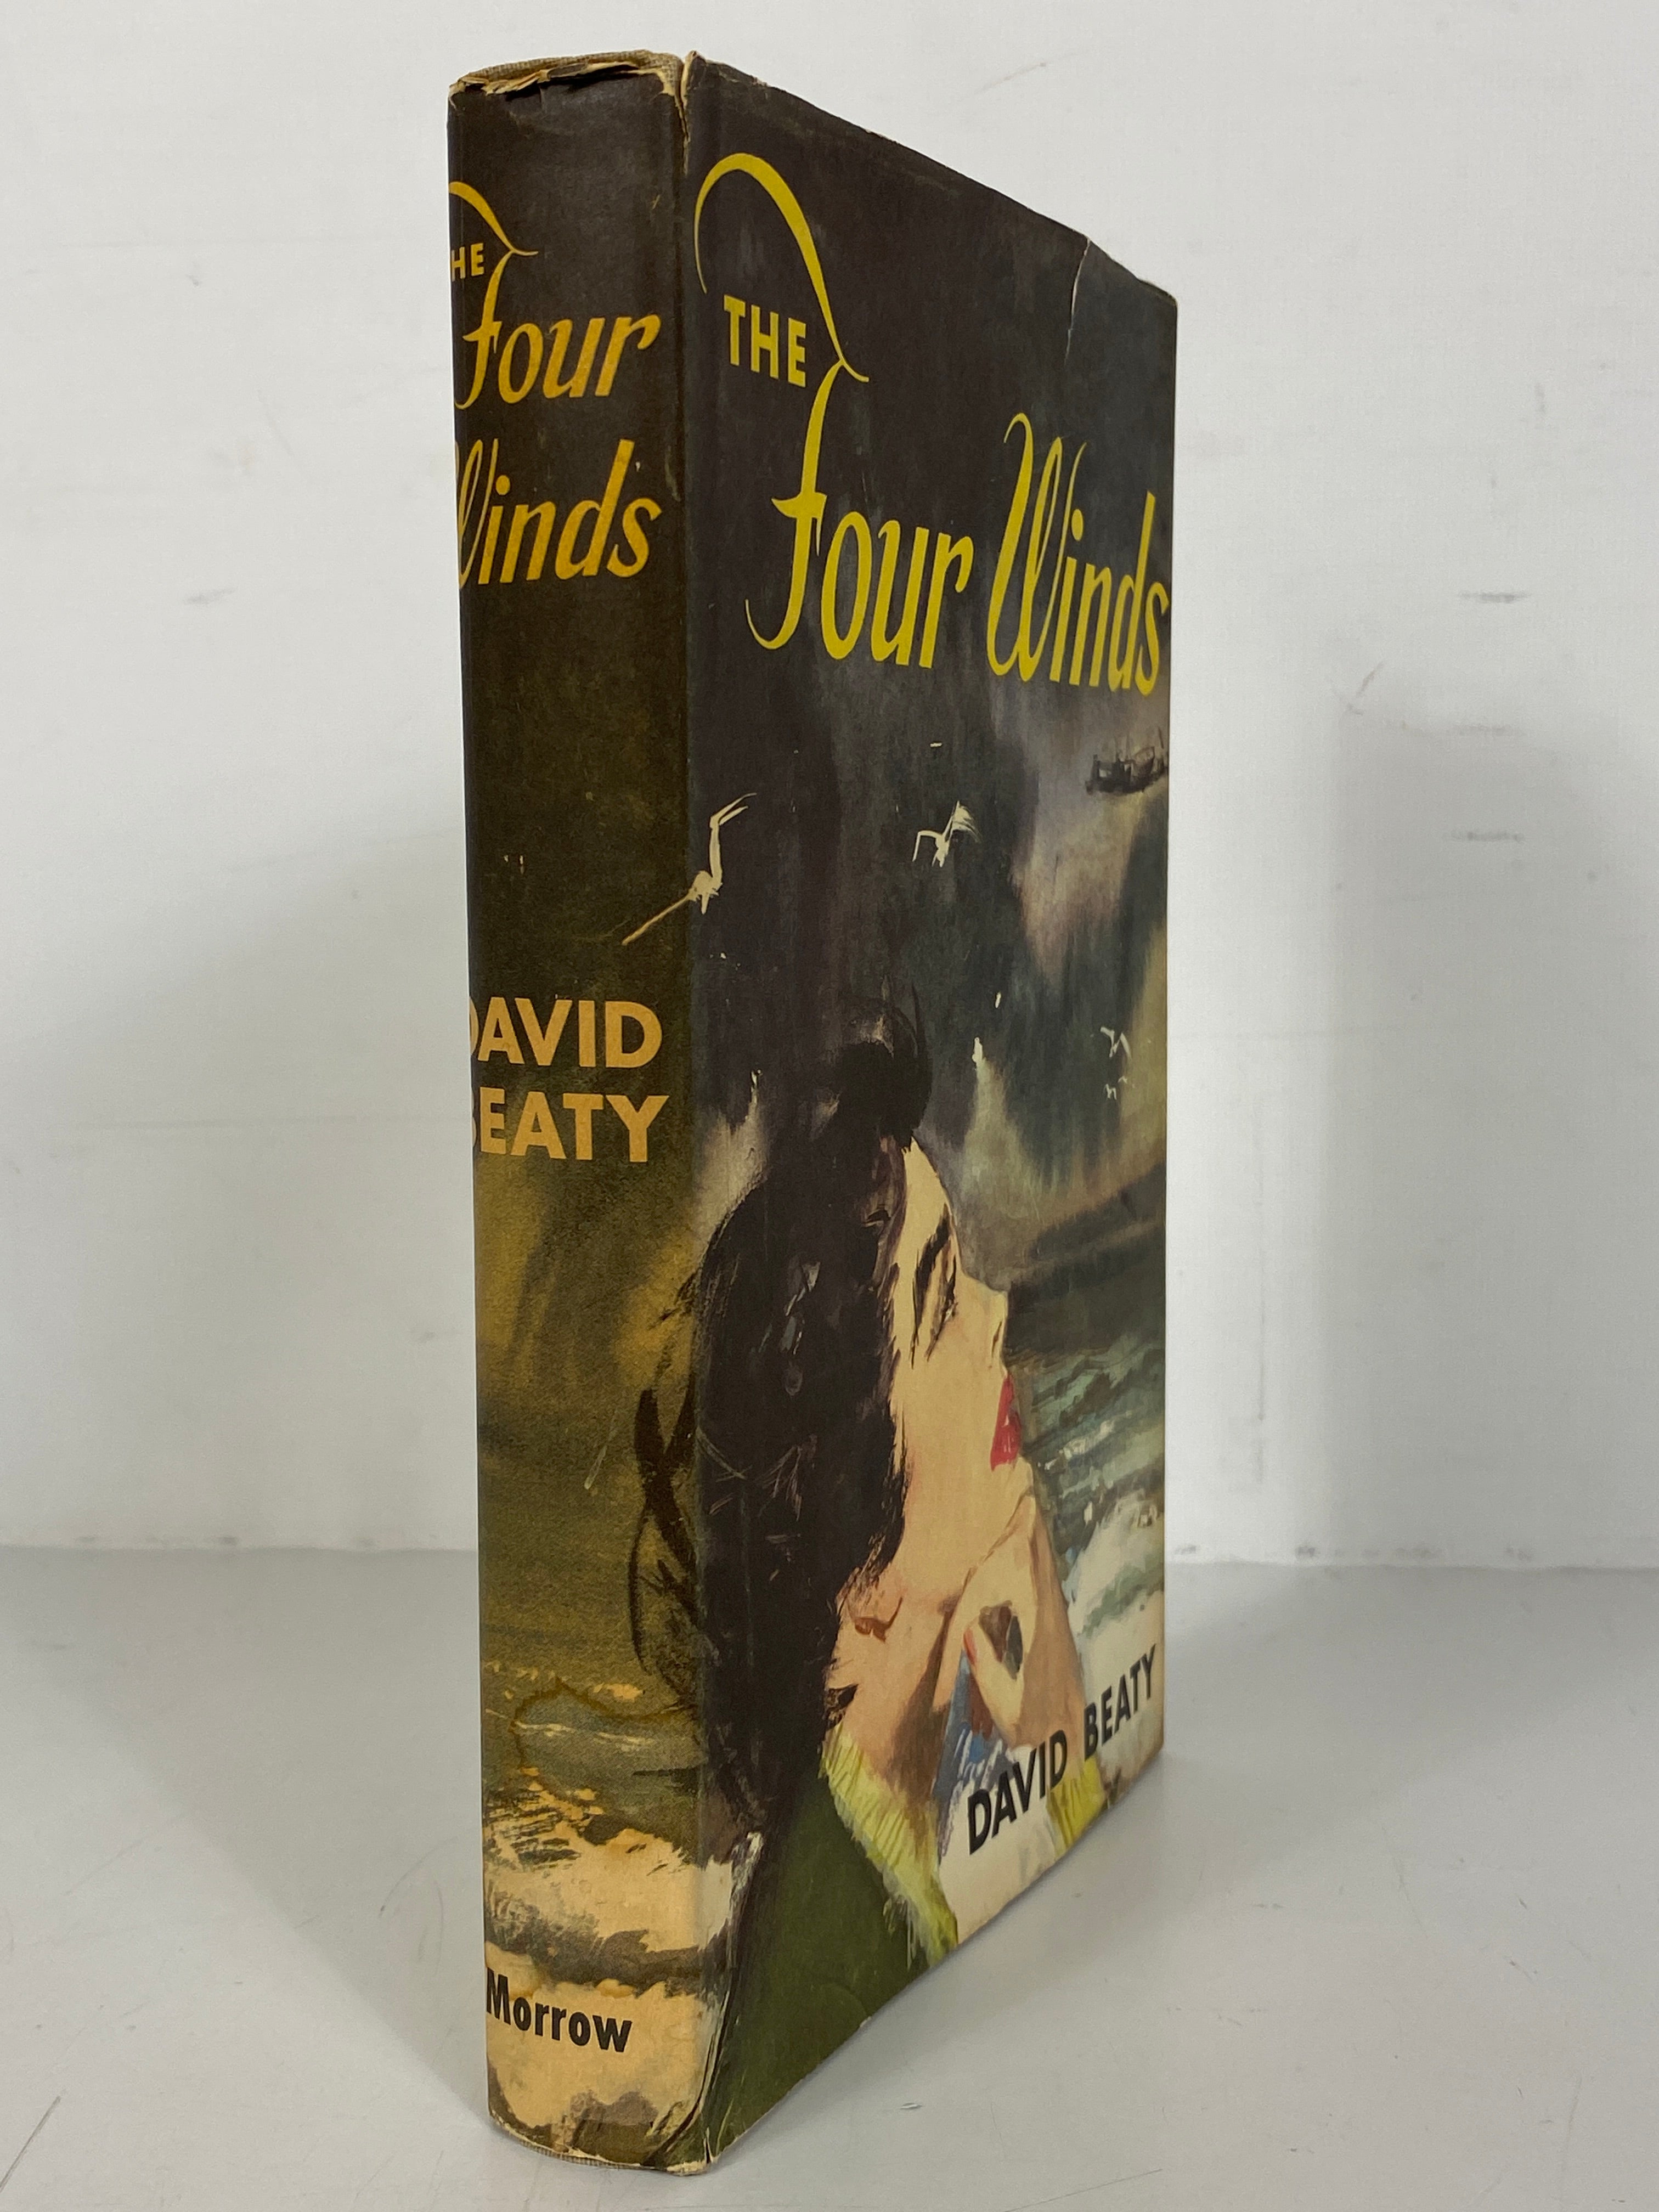 THE
Four
Winds
DAVID
BEATY
Morrow
THE
Four Winds
DAVID BEATY